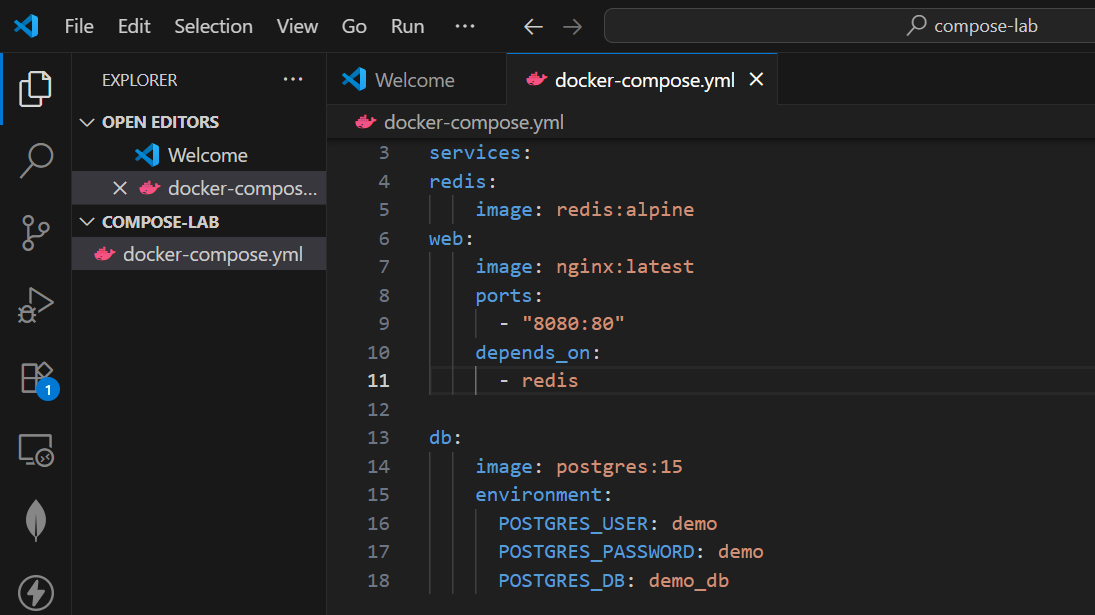 File Edit Selection View Go Run ··· ← → compose-lab
EXPLORER ···
OPEN EDITORS
Welcome
docker-compos...
COMPOSE-LAB
docker-compose.yml
1
Welcome
docker-compose.yml
docker-compose.yml
3 services:
4 redis:
5 image: redis:alpine
6 web:
7 image: nginx:latest
8 ports:
9 - "8080:80"
10 depends_on:
11 - redis
12
13 db:
14 image: postgres:15
15 environment:
16 POSTGRES_USER: demo
17 POSTGRES_PASSWORD: demo
18 POSTGRES_DB: demo_db